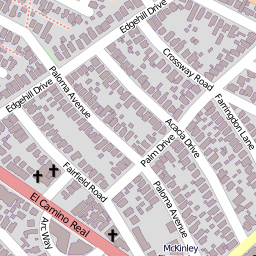 Edgehill Drive
Crossway Road
Edgehill Drive
Paloma Avenue
Farringdon Lane
Acacia Drive
Palm Drive
Fairfield Road
Paloma Avenue
El Camino Real
Arc Way
McKinley